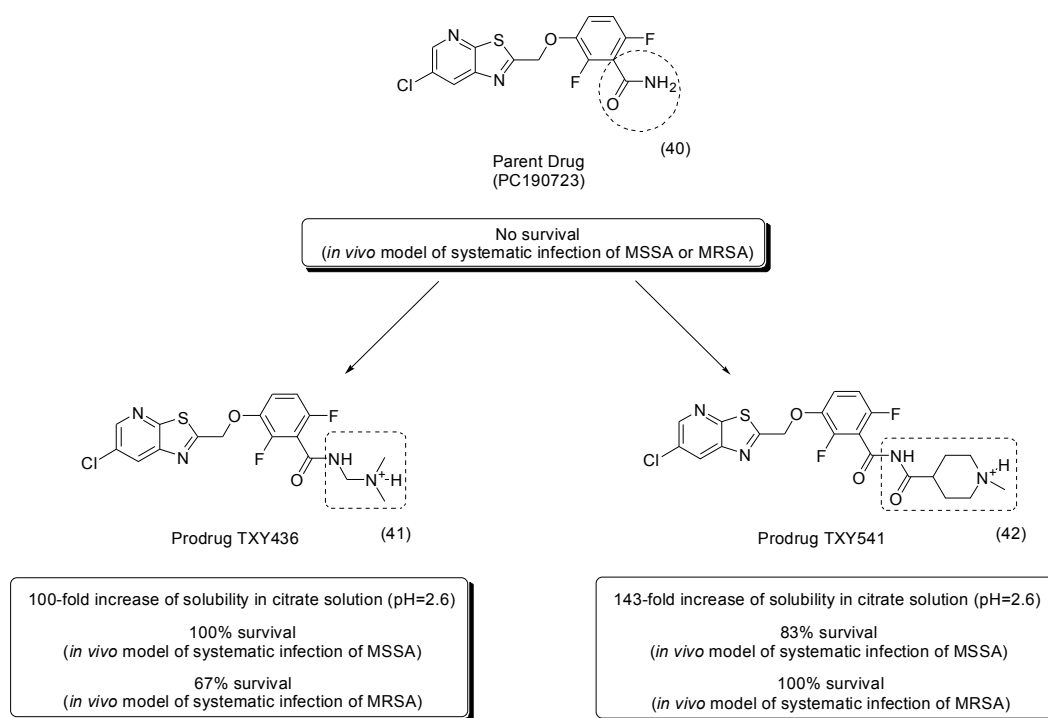 N
S
O
F
Cl
N
F
NH2
O
(40)
Parent Drug
(PC190723)
No survival
(in vivo model of systematic infection of MSSA or MRSA)
N
S
O
F
Cl
N
F
NH
O
N+-H
Prodrug TXY436
(41)
N
S
O
F
Cl
N
F
NH
O
O
N+ H
Prodrug TXY541
(42)
100-fold increase of solubility in citrate solution (pH=2.6)
100% survival
(in vivo model of systematic infection of MSSA)
67% survival
(in vivo model of systematic infection of MRSA)
143-fold increase of solubility in citrate solution (pH=2.6)
83% survival
(in vivo model of systematic infection of MSSA)
100% survival
(in vivo model of systematic infection of MRSA)